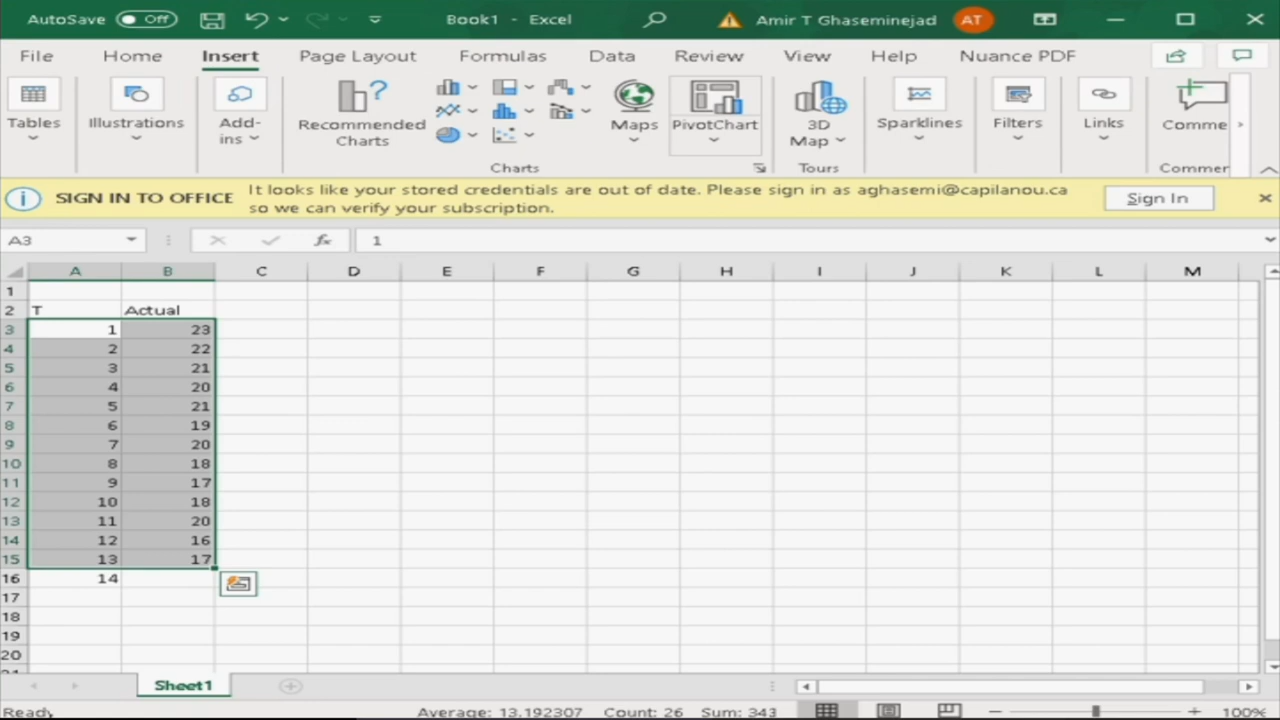 AutoSave Off Book1 - Excel Amir T Ghaseminejad AT
File Home Insert Page Layout Formulas Data Review View Help Nuance PDF
Tables Illustrations Add-ins Recommended Charts Maps PivotChart 3D Map Sparklines Filters Links Comme
Charts Tours Commer
SIGN IN TO OFFICE It looks like your stored credentials are out of date. Please sign in as aghasemi@capilanou.ca
so we can verify your subscription. Sign In
A3 fx 1
A B C D E F G H I J K L M
1
2 T Actual
3 1 23
4 2 22
5 3 21
6 4 20
7 5 21
8 6 19
9 7 20
10 8 18
11 9 17
12 10 18
13 11 20
14 12 16
15 13 17
16 14
17
18
19
20
Sheet1
Ready Average: 13.192307 Count: 26 Sum: 343 100%